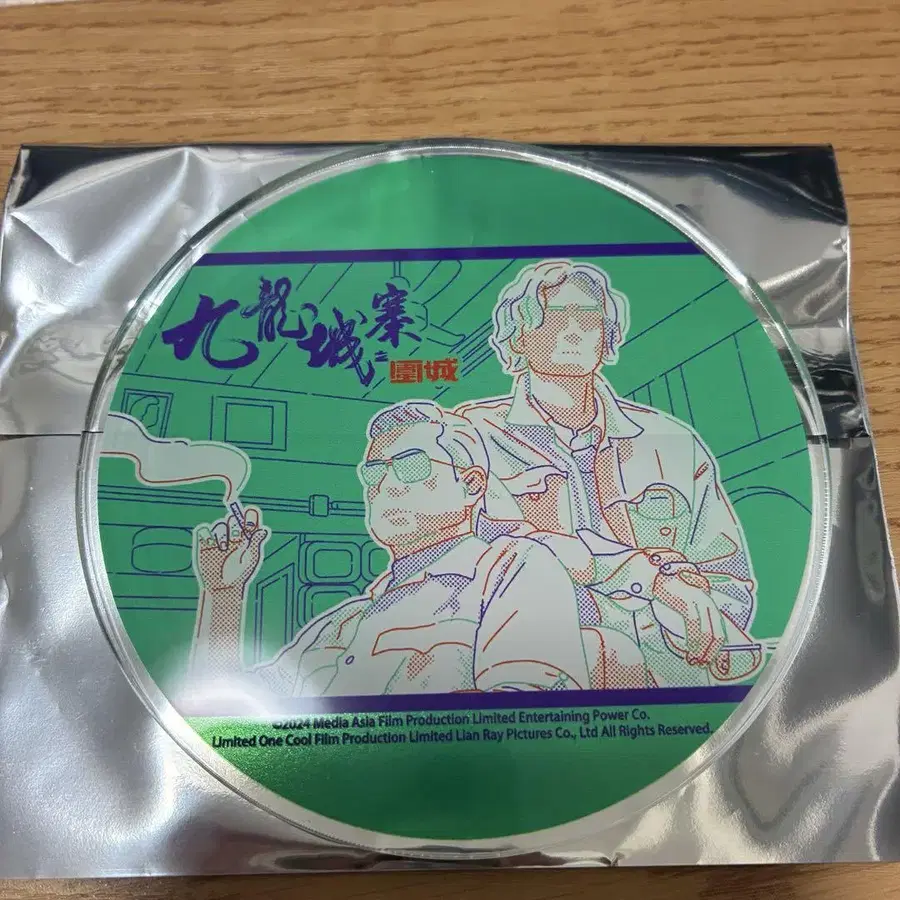 九龍城寨之
圍城
©2024 Media Asia Film Production Limited Entertaining Power Co.
Limited One Cool Film Production Limited Lian Ray Pictures Co., Ltd All Rights Reserved.